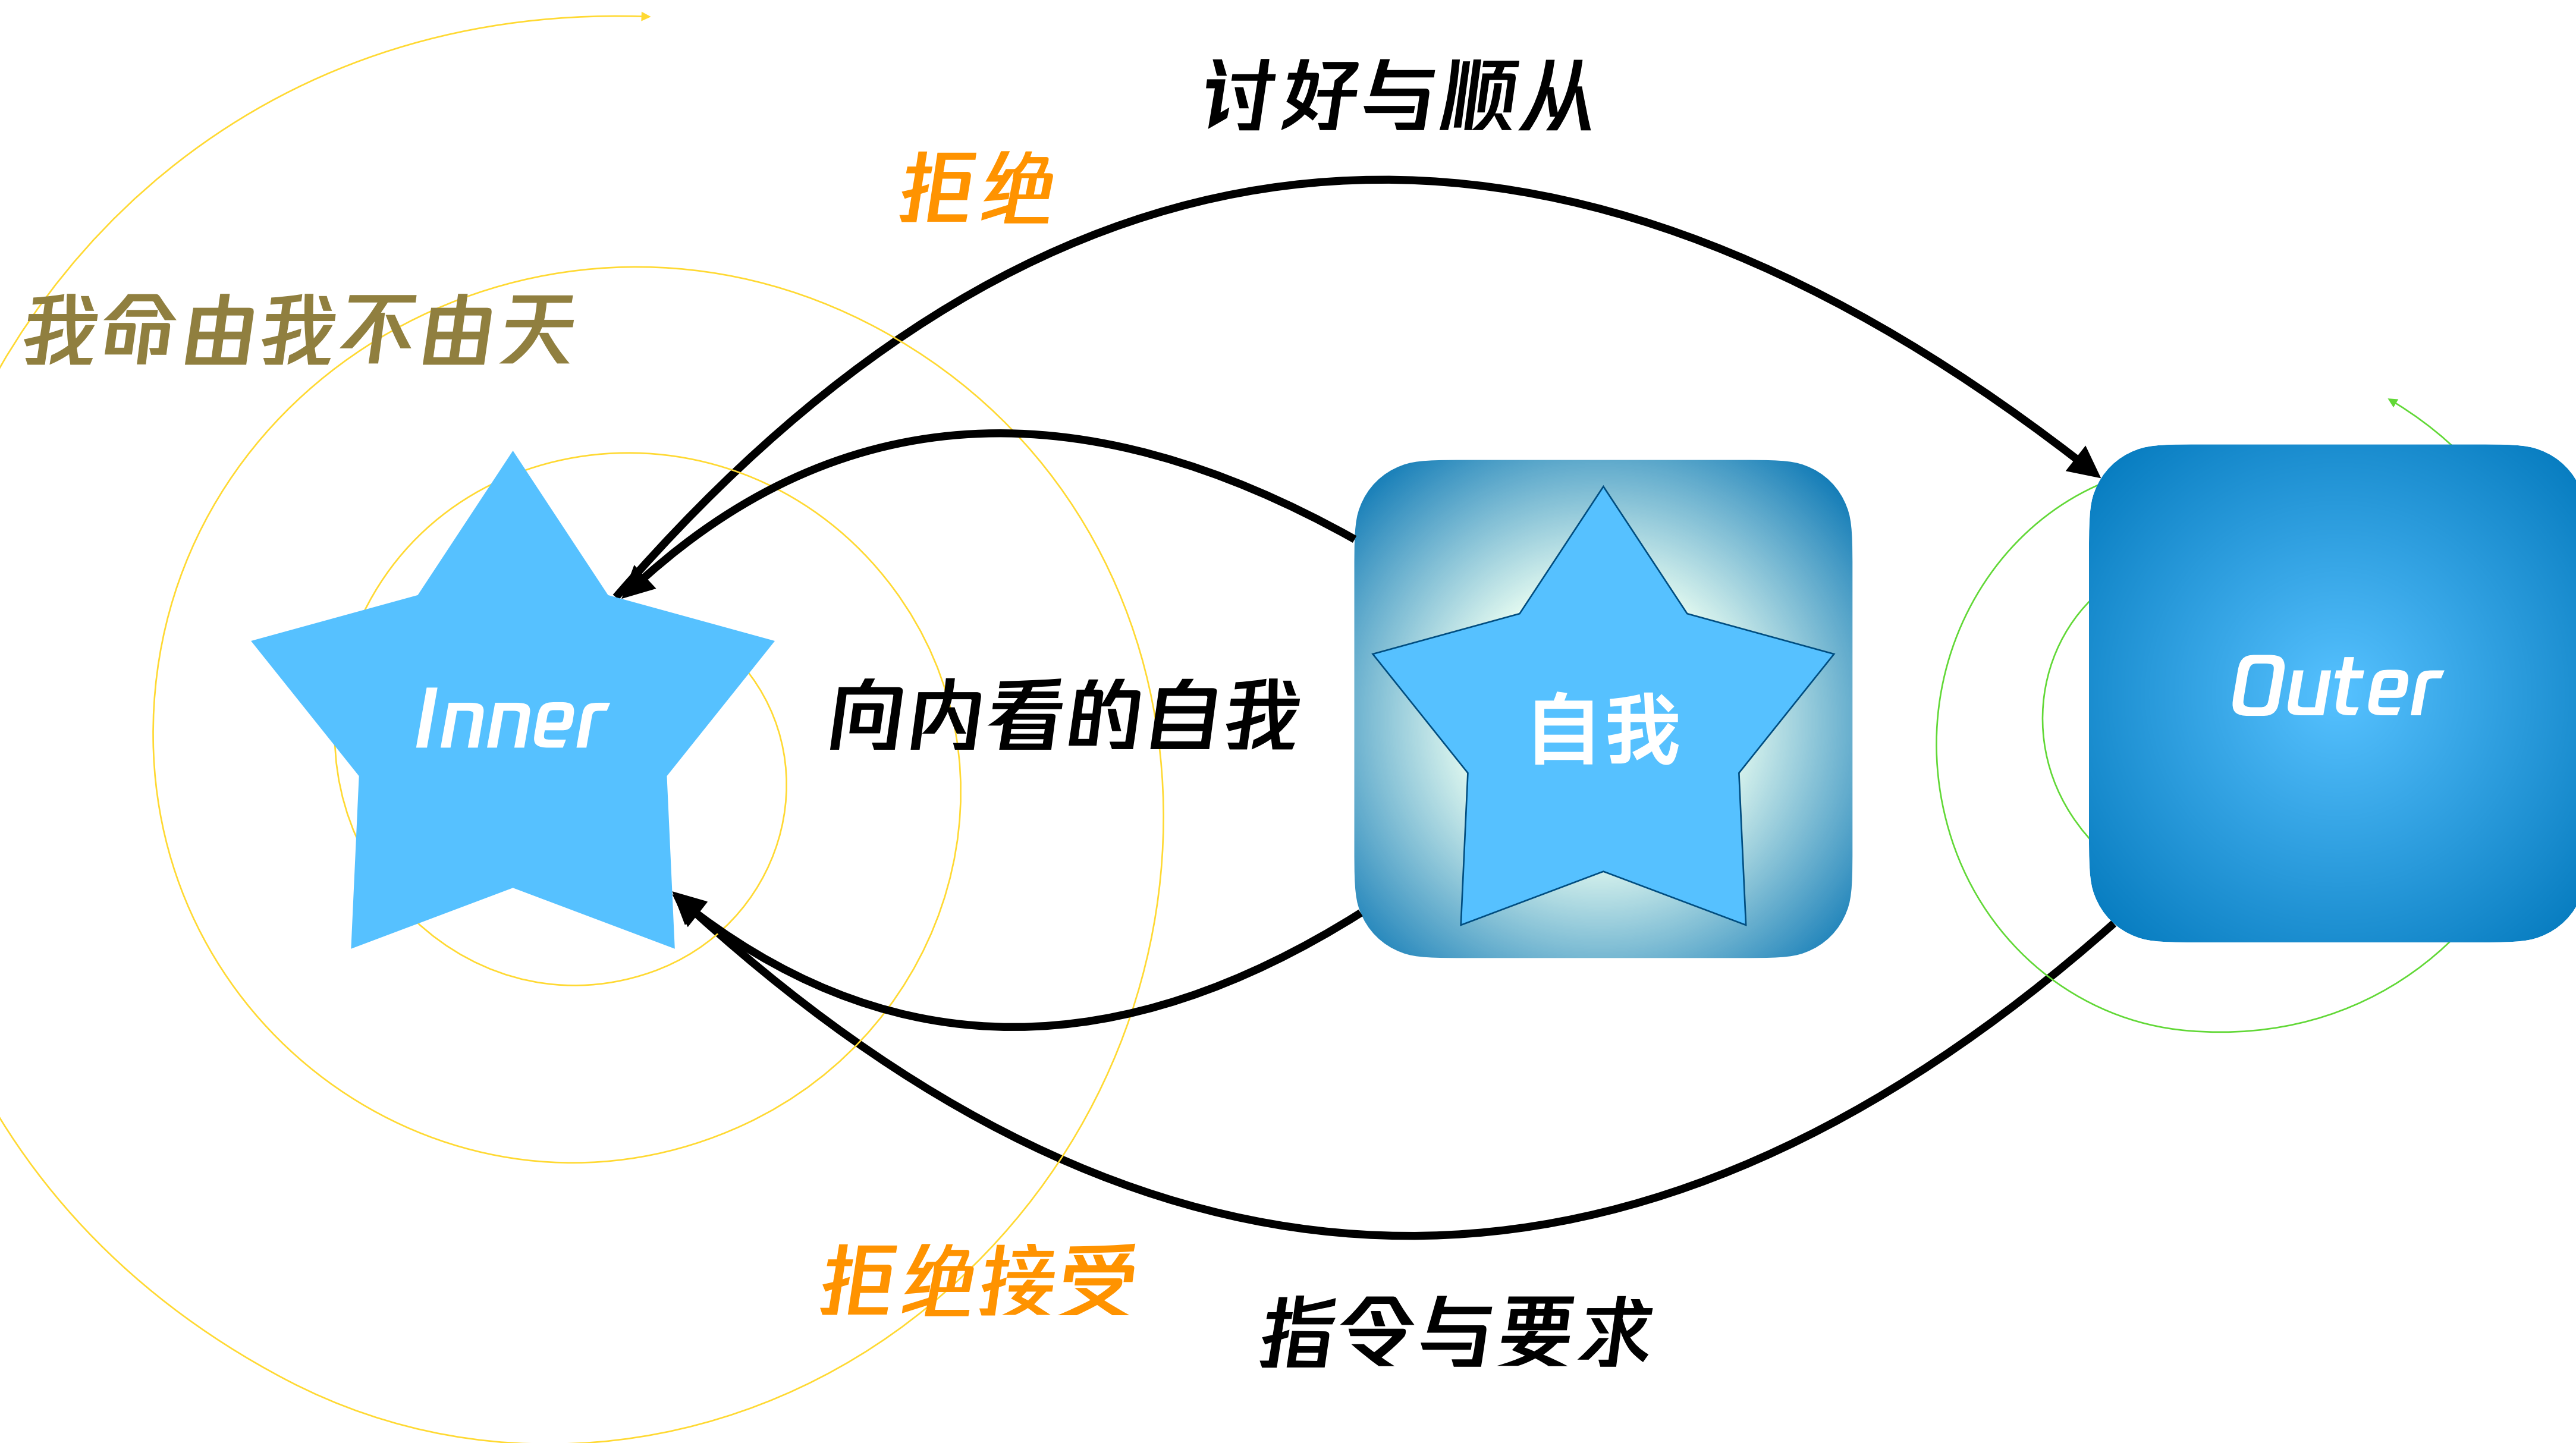 讨好与顺从
拒绝
我命由我不由天
Inner
向内看的自我
自我
Outer
拒绝接受
指令与要求